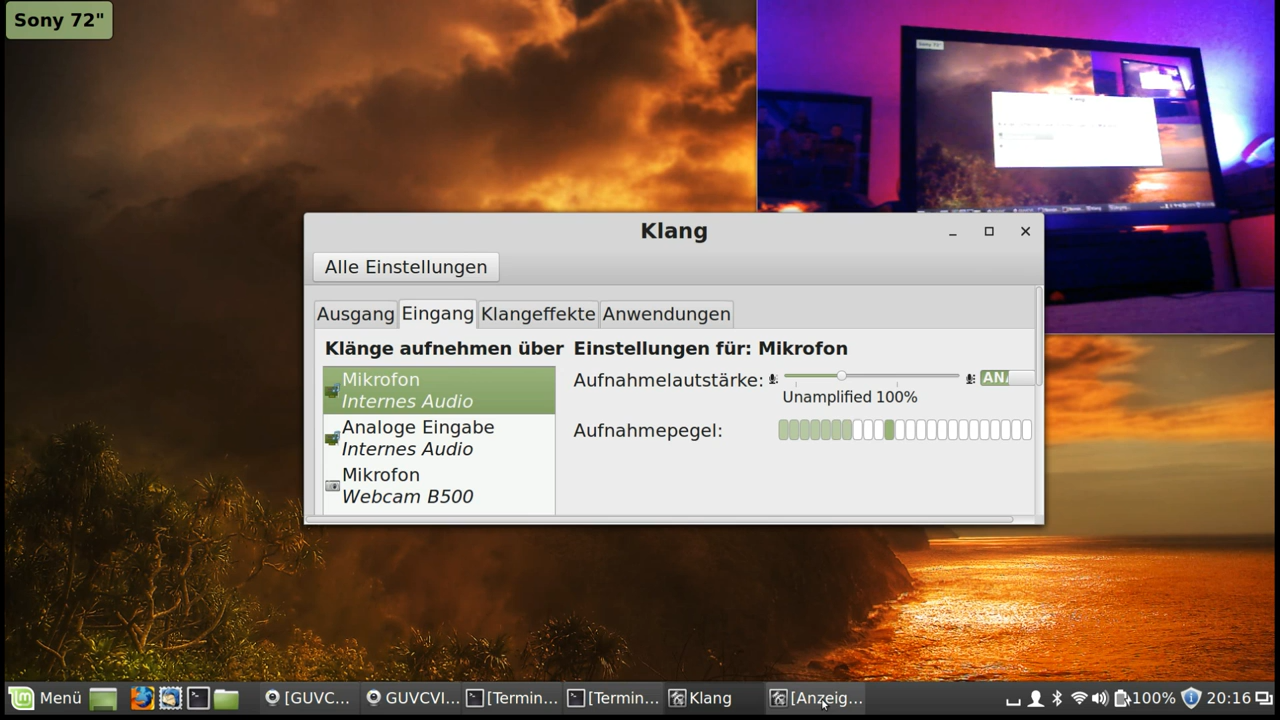 Sony 72"
Klang
Alle Einstellungen
Ausgang Eingang Klangeffekte Anwendungen
Klänge aufnehmen über Einstellungen für: Mikrofon
Mikrofon
Internes Audio
Aufnahmelautstärke:
Unamplified 100%
Analoge Eingabe
Internes Audio
Aufnahmepegel:
Mikrofon
Webcam B500
Menü [GUVC... GUVCVI... [Termin... [Termin... Klang [Anzeig... 100% 20:16